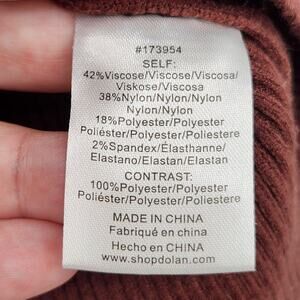 #173954
SELF:
42%Viscose/Viscose/Viscosa/
Viskose/Viscosa
38%Nylon/Nylon/Nylon
Nylon/Nylon
18%Polyester/Polyester
Poliéster/Polyester/Poliestere
2%Spandex/Élasthanne/
Elastano/Elastan/Elastan
CONTRAST:
100%Polyester/Polyester
Poliéster/Polyester/Poliestere
MADE IN CHINA
Fabriqué en china
Hecho en CHINA
www.shopdolan.com